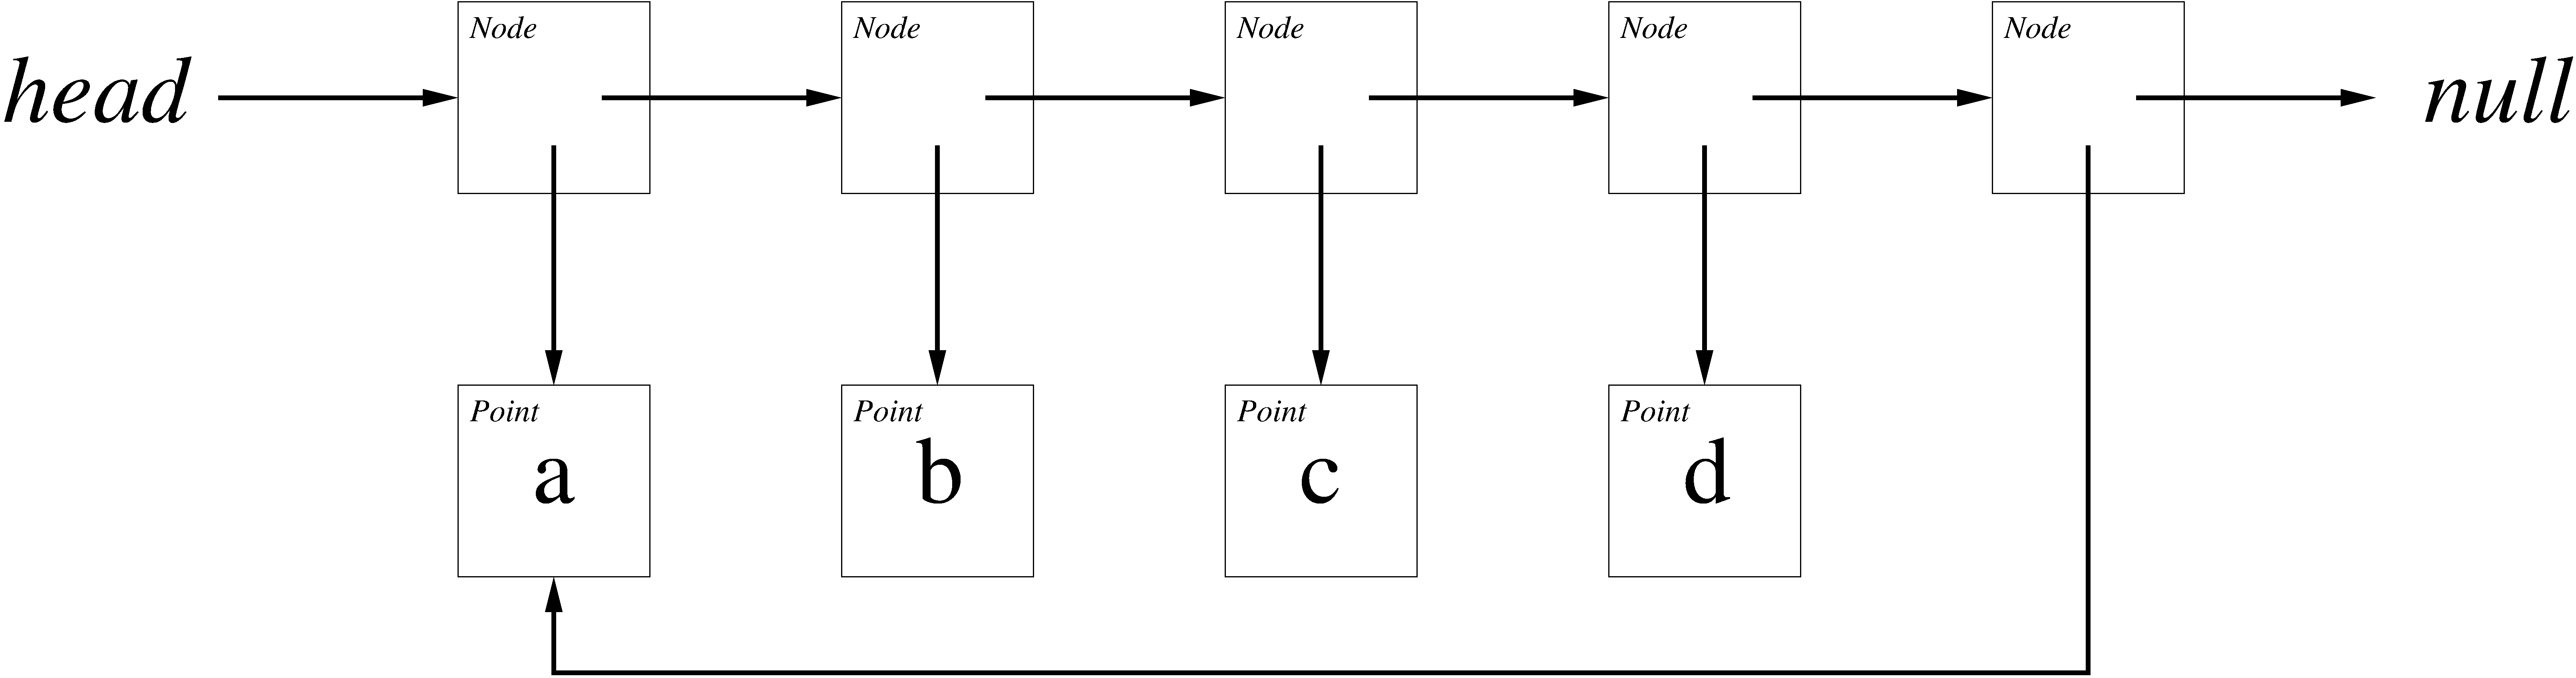 Node Node Node Node Node
head null
Point Point Point Point
a b c d